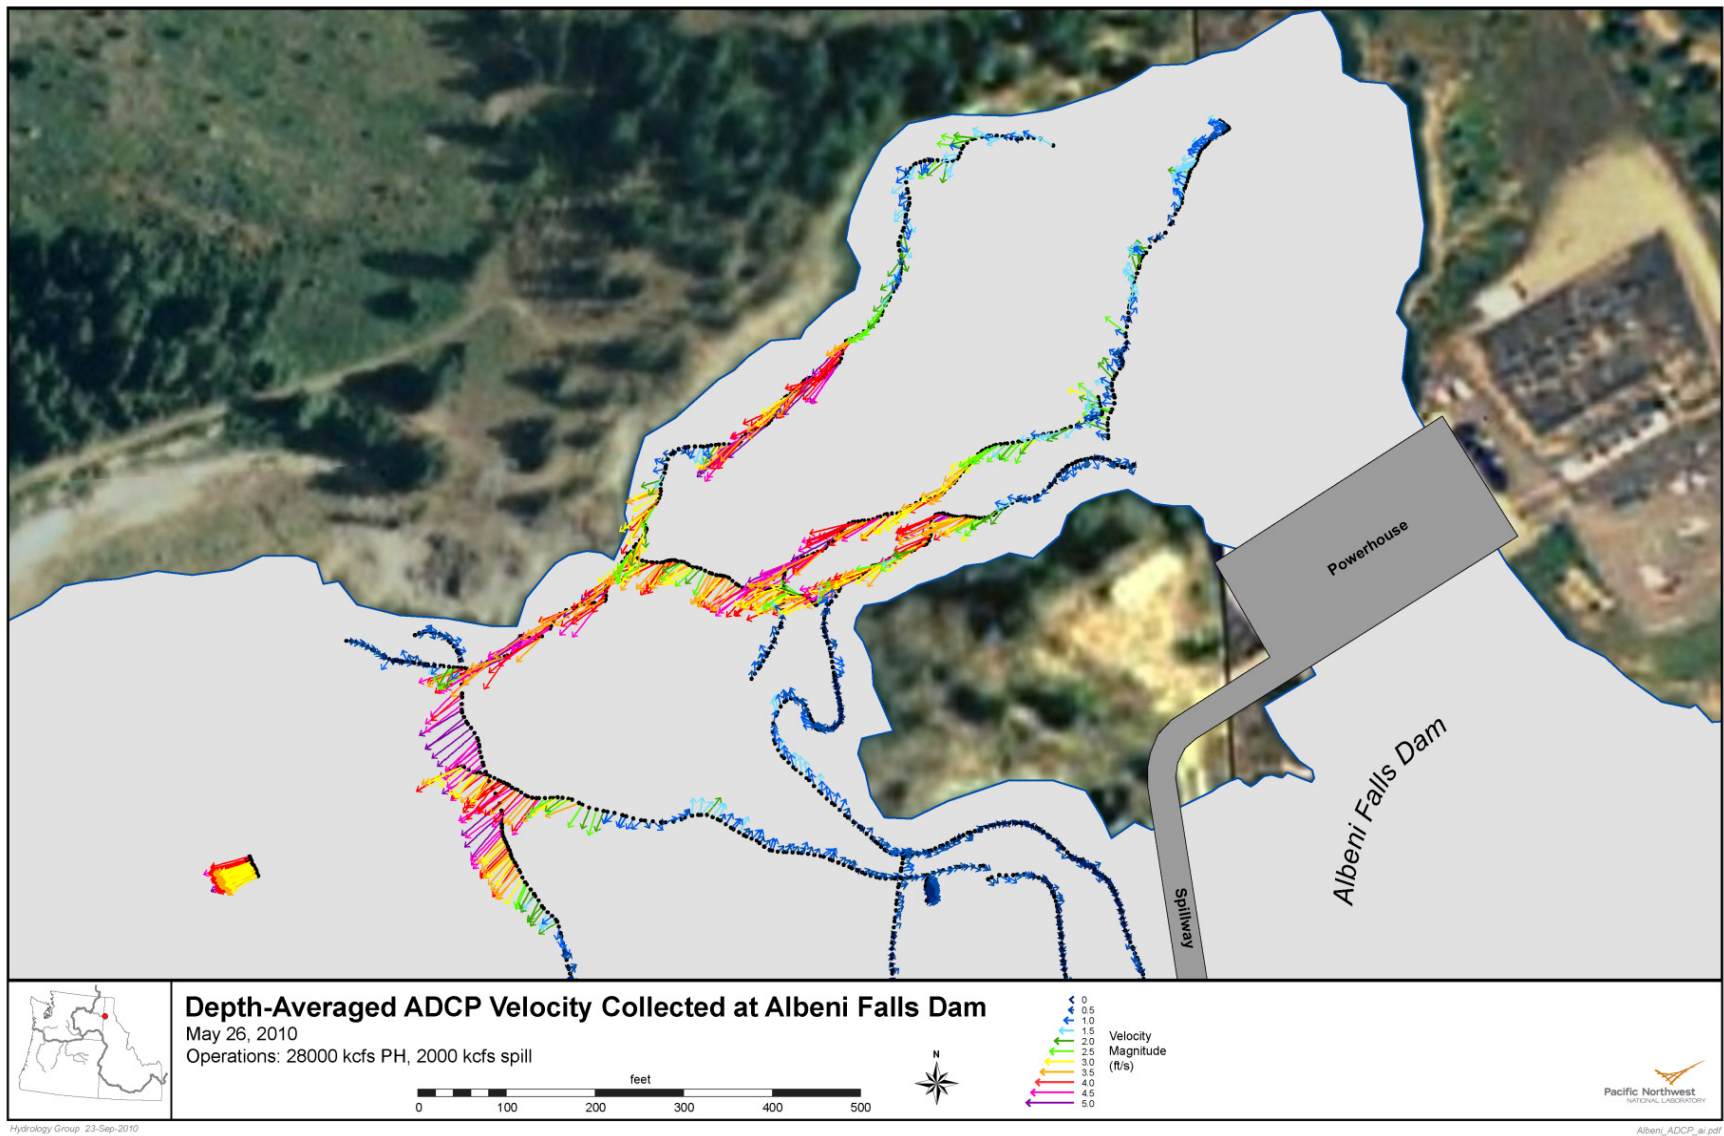 Powerhouse
Albeni Falls Dam
Spillway
Depth-Averaged ADCP Velocity Collected at Albeni Falls Dam
May 26, 2010
Operations: 28000 kcfs PH, 2000 kcfs spill
feet
0 100 200 300 400 500
N
0
0.5
1.0
1.5
2.0
2.5
3.0
3.5
4.0
4.5
5.0
Velocity
Magnitude
(ft/s)
Pacific Northwest
NATIONAL LABORATORY
Hydrology Group 23-Sep-2010
Albeni_ADCP_ai.pdf